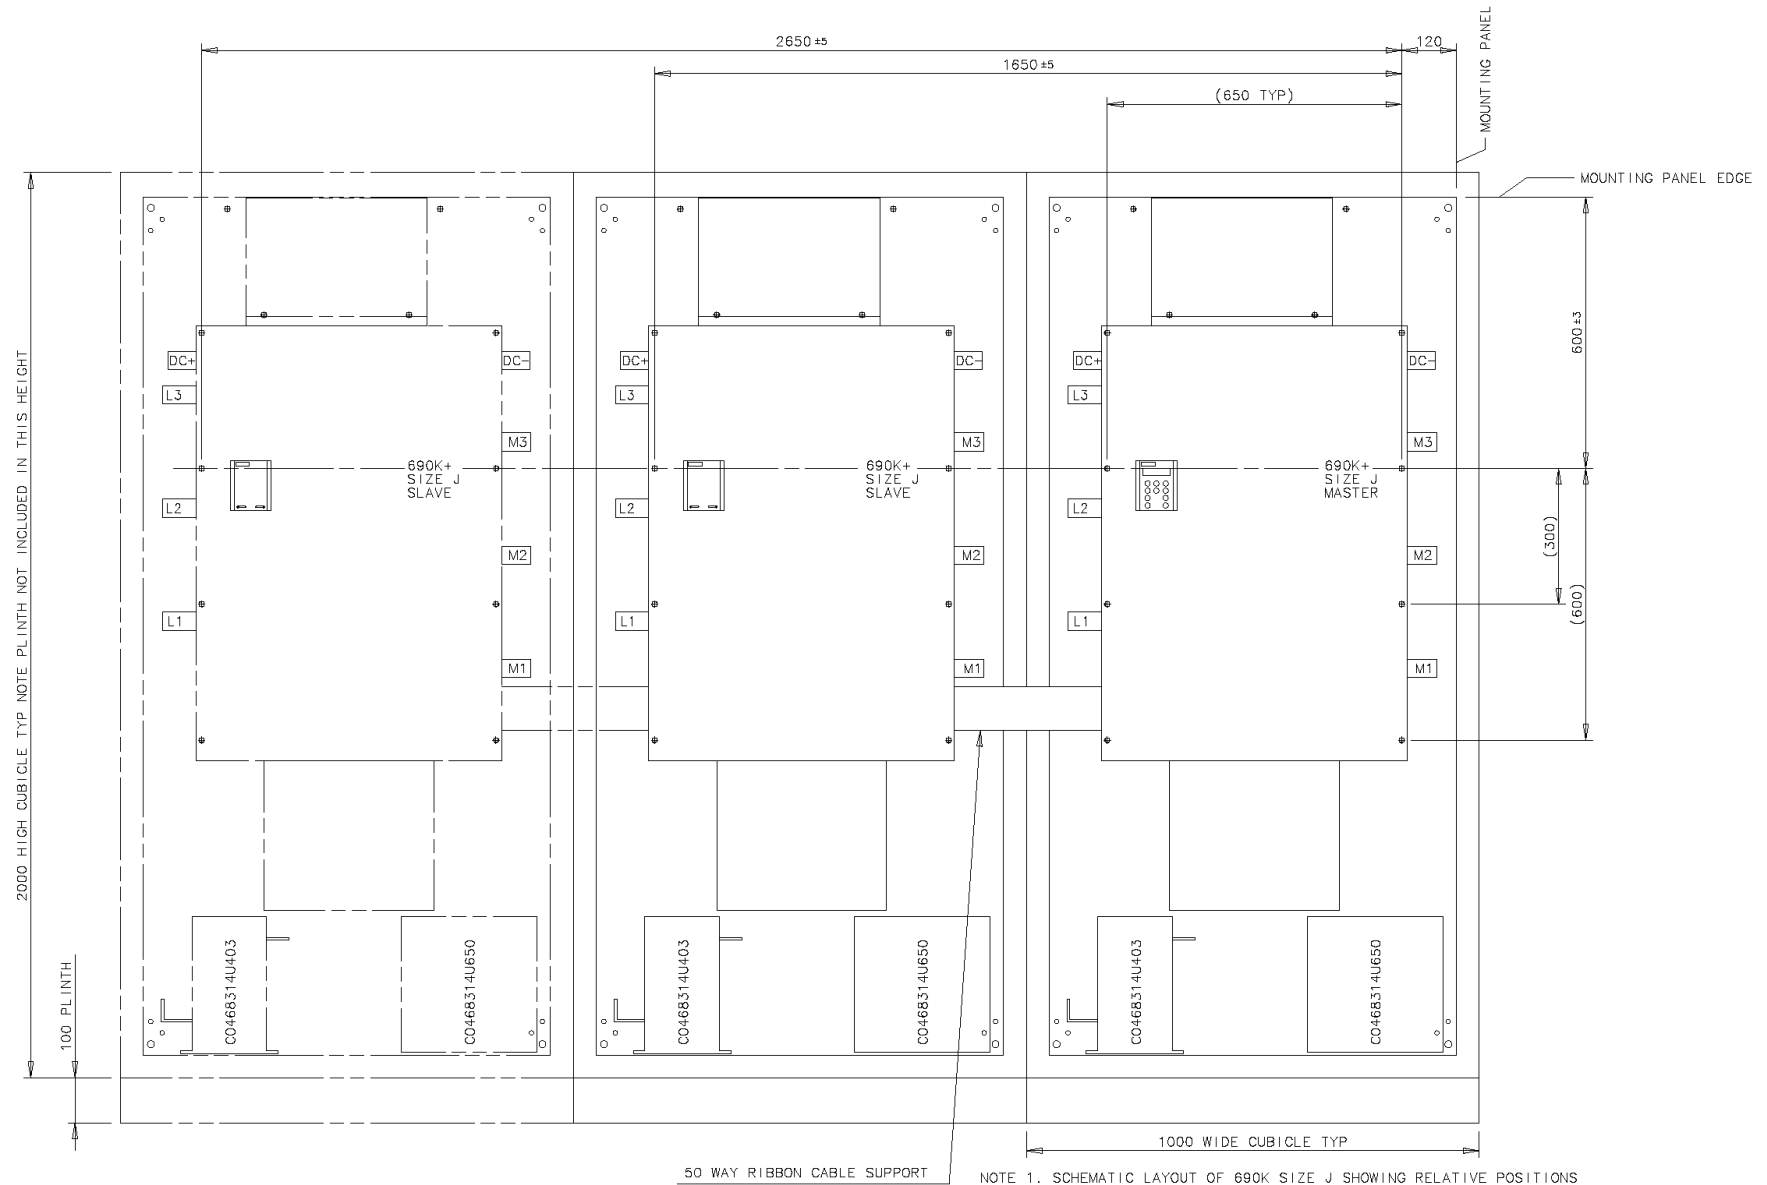 2650 ±5
120
1650 ±5
(650 TYP)
MOUNTING PANEL
MOUNTING PANEL EDGE
2000 HIGH CUBICLE TYP NOTE PLINTH NOT INCLUDED IN THIS HEIGHT
600 ±3
DC+
DC-
DC+
DC-
DC+
DC-
L3
L3
L3
M3
M3
M3
690K+
SIZE J
SLAVE
690K+
SIZE J
SLAVE
690K+
SIZE J
MASTER
L2
L2
L2
(300)
M2
M2
M2
(600)
L1
L1
L1
M1
M1
M1
100 PLINTH
CO468314U403
CO468314U650
CO468314U403
CO468314U650
CO468314U403
CO468314U650
1000 WIDE CUBICLE TYP
50 WAY RIBBON CABLE SUPPORT
NOTE 1. SCHEMATIC LAYOUT OF 690K SIZE J SHOWING RELATIVE POSITIONS